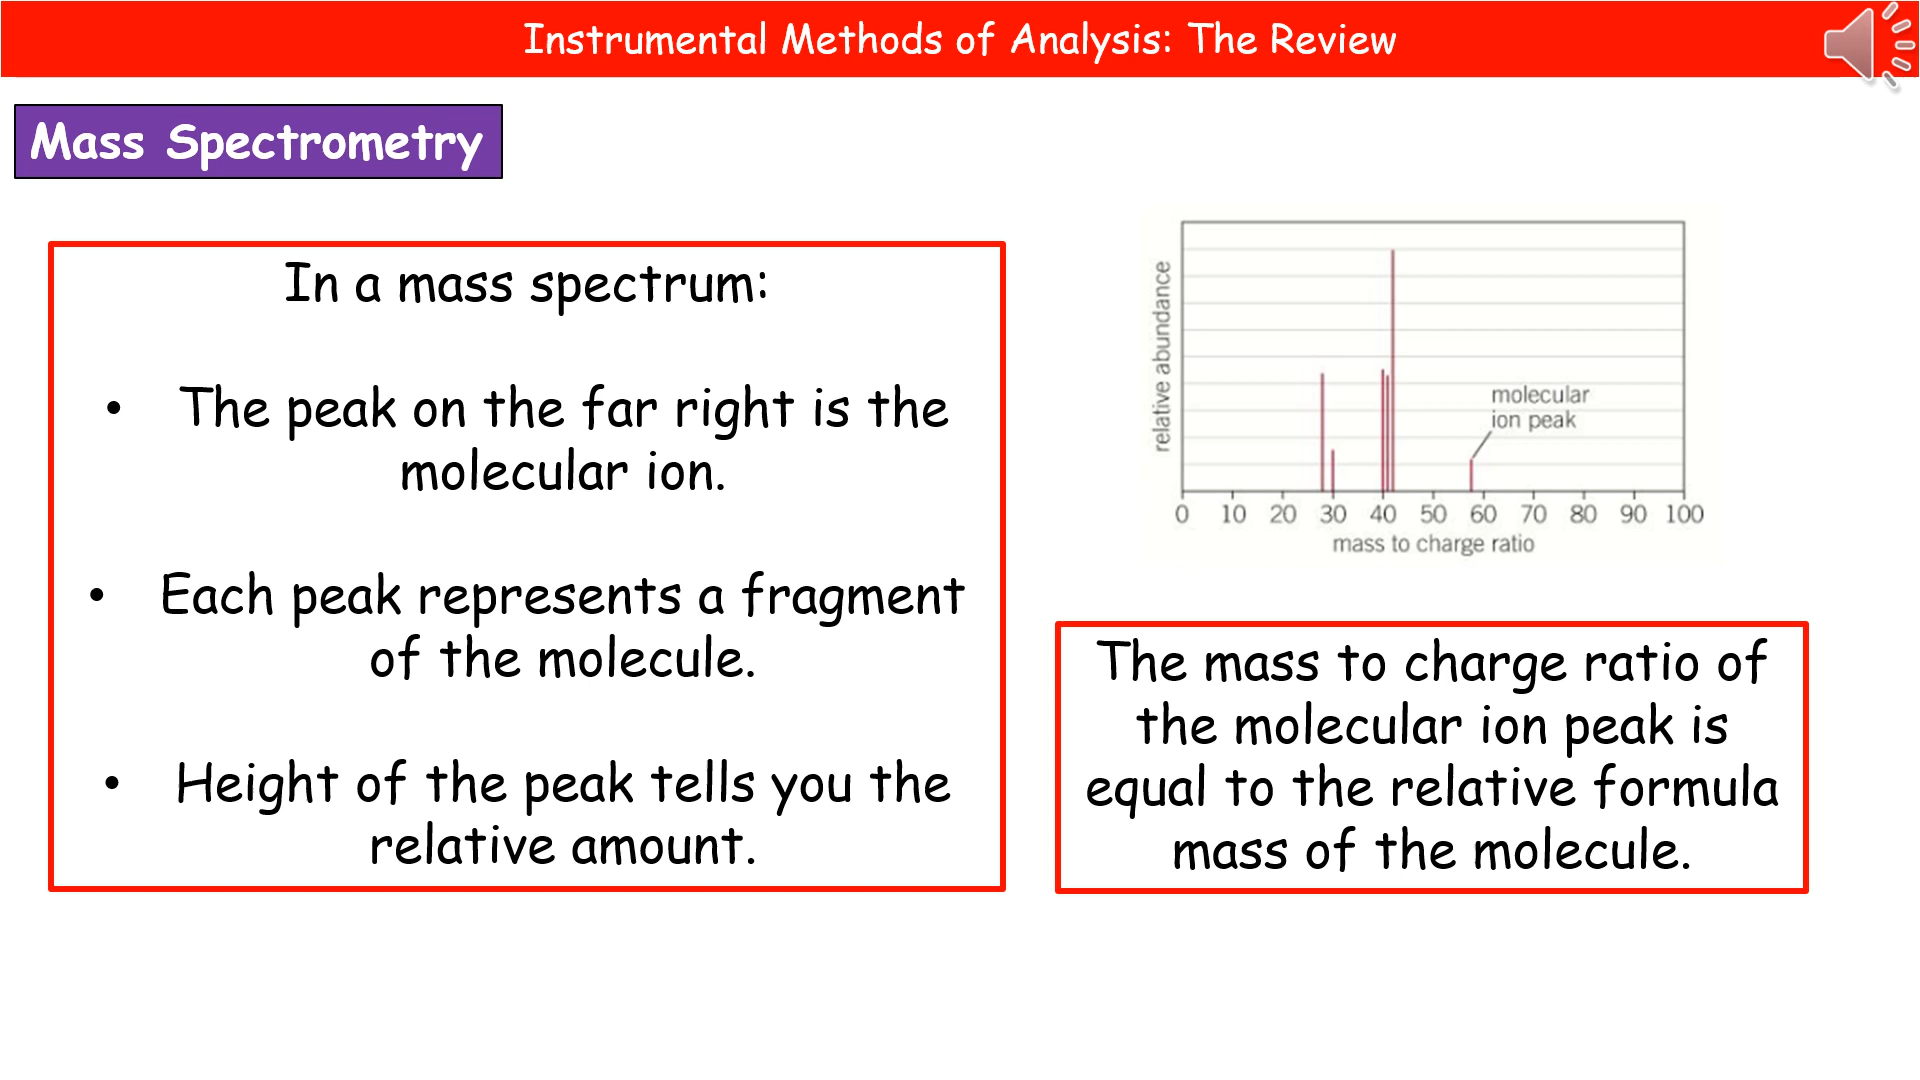 Instrumental Methods of Analysis: The Review
Mass Spectrometry
In a mass spectrum:
• The peak on the far right is the
molecular ion.
• Each peak represents a fragment
of the molecule.
• Height of the peak tells you the
relative amount.
relative abundance
molecular
ion peak
0 10 20 30 40 50 60 70 80 90 100
mass to charge ratio
The mass to charge ratio of
the molecular ion peak is
equal to the relative formula
mass of the molecule.